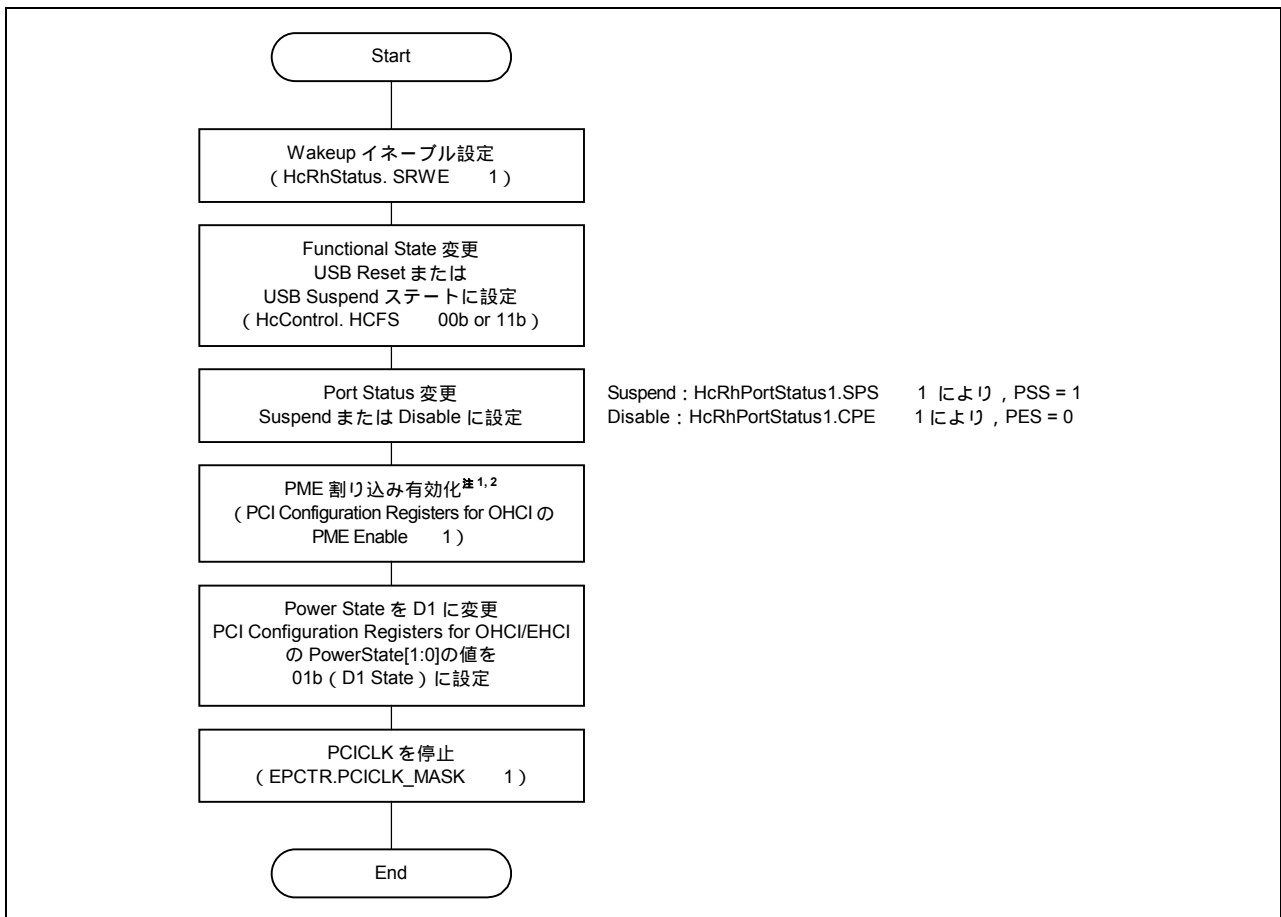 Start
Wakeup イネーブル設定
（HcRhStatus. SRWE　1）
Functional State 変更
USB Reset または
USB Suspend ステートに設定
（HcControl. HCFS　00b or 11b）
Port Status 変更
Suspend または Disable に設定
Suspend：HcRhPortStatus1.SPS　1 により，PSS = 1
Disable：HcRhPortStatus1.CPE　1 により，PES = 0
PME 割り込み有効化注 1, 2
（PCI Configuration Registers for OHCI の
PME Enable　1）
Power State を D1 に変更
PCI Configuration Registers for OHCI/EHCI
の PowerState[1:0]の値を
01b（D1 State）に設定
PCICLK を停止
（EPCTR.PCICLK_MASK　1）
End